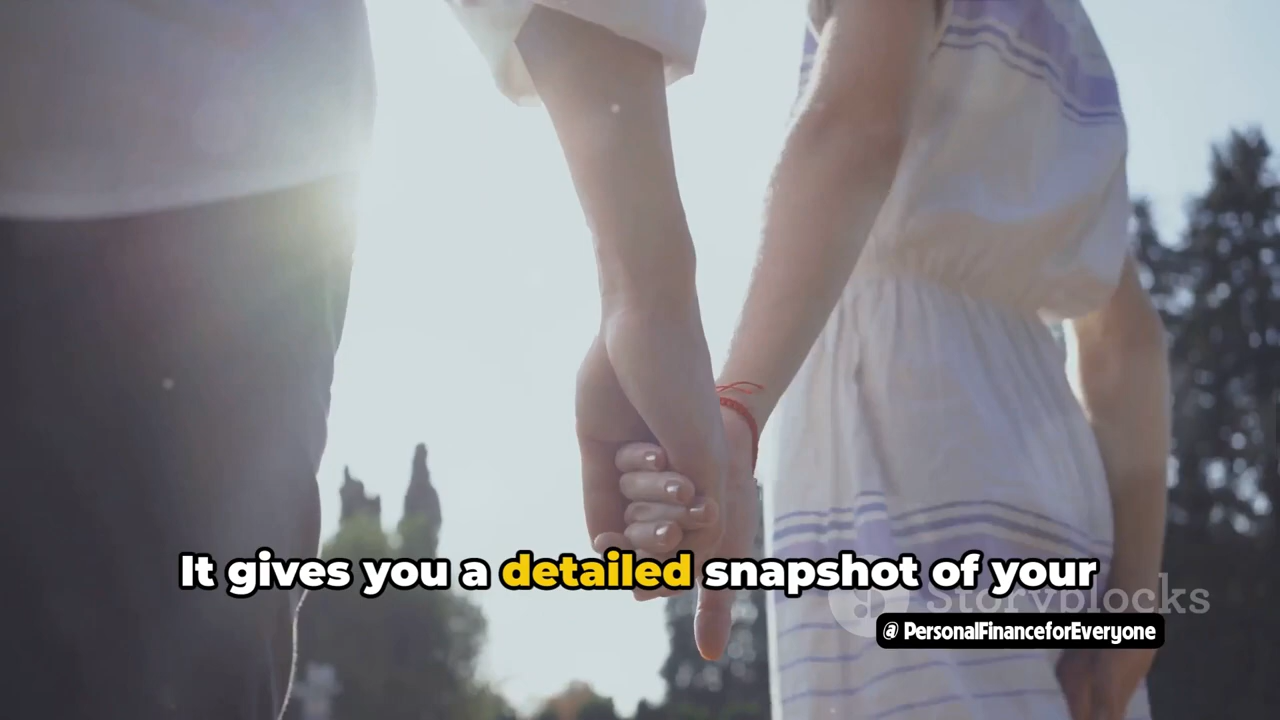 It gives you a detailed snapshot of your
Storyblocks
@ PersonalFinanceforEveryone